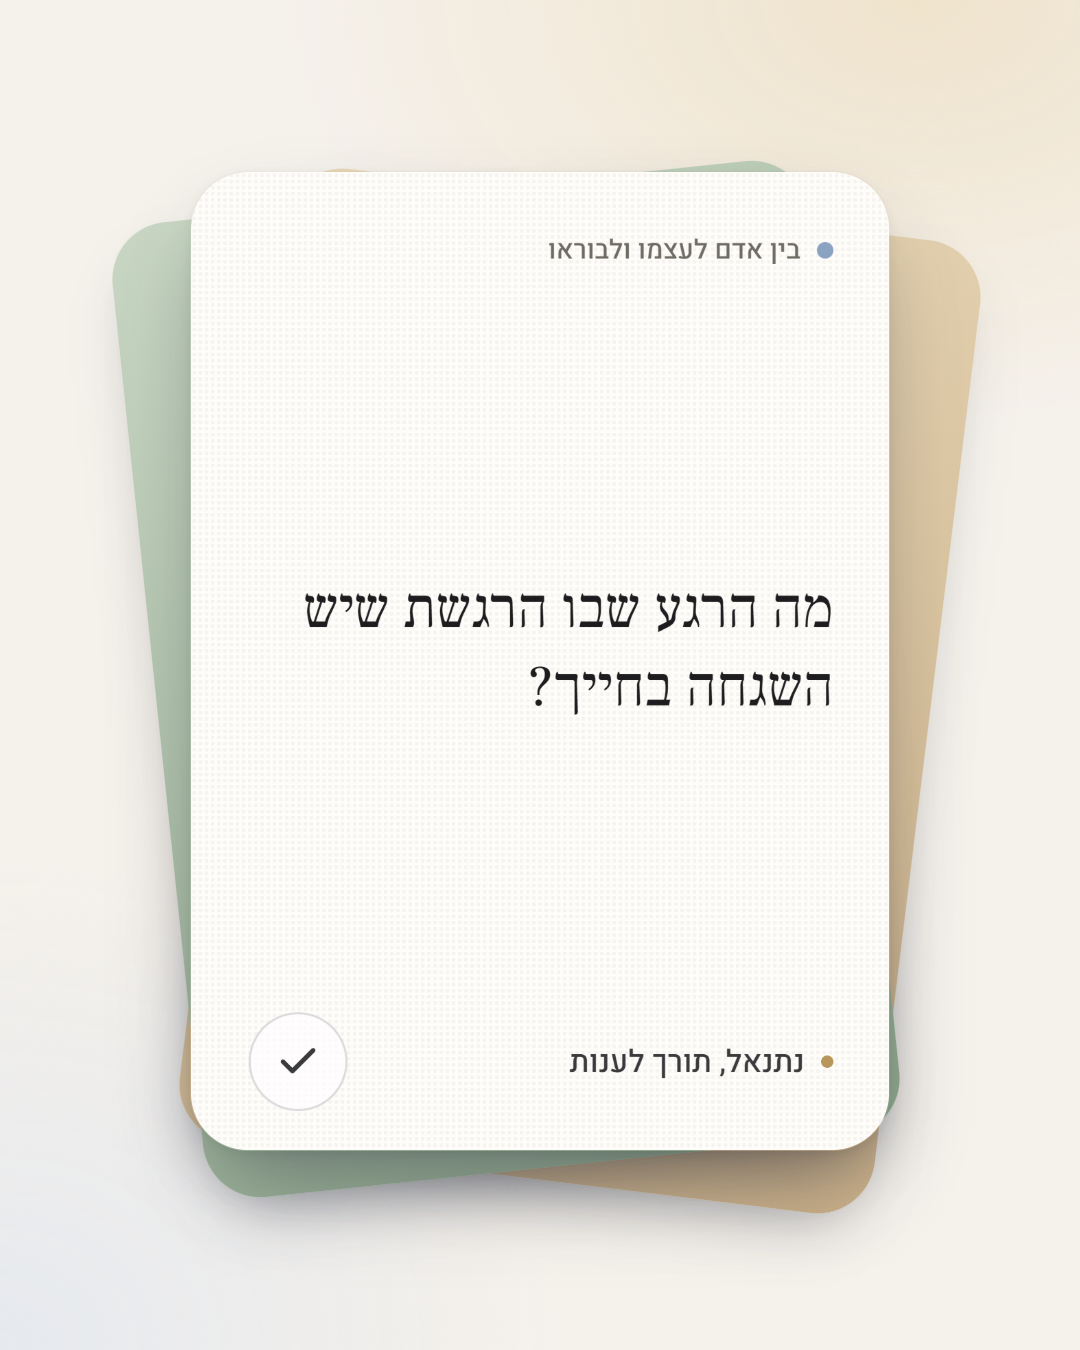 בין אדם לעצמו ולבוראו
מה הרגע שבו הרגשת שיש
השגחה בחייך?
נתנאל, תורך לענות